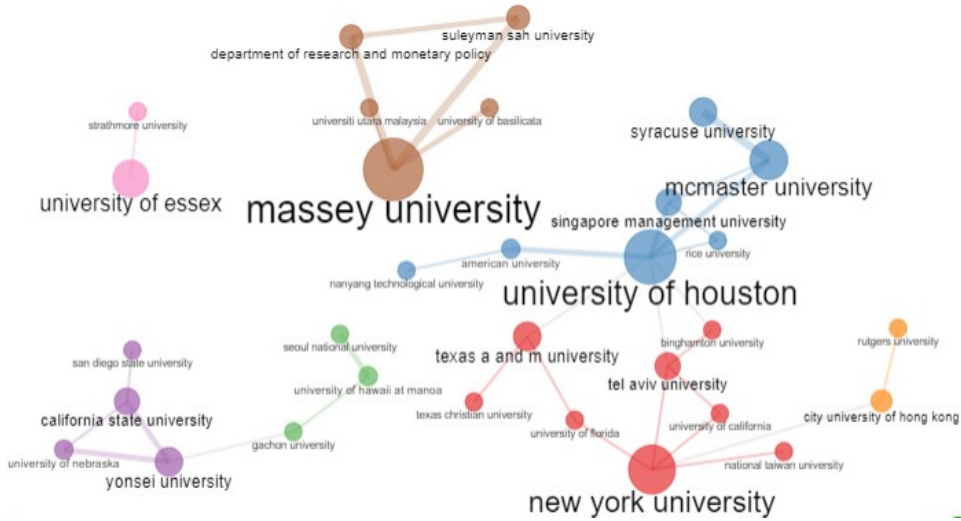 suleyman sah university
department of research and monetary policy
universiti utara malaysia
university of basilicata
strathmore university
syracuse university
mcmaster university
university of essex
massey university
singapore management university
rice university
american university
nanyang technological university
university of houston
seoul national university
texas a and m university
binghamton university
rutgers university
san diego state university
university of hawaii at manoa
tel aviv university
california state university
texas christian university
city university of hong kong
university of california
university of florida
gachon university
university of nebraska
national taiwan university
yonsei university
new york university